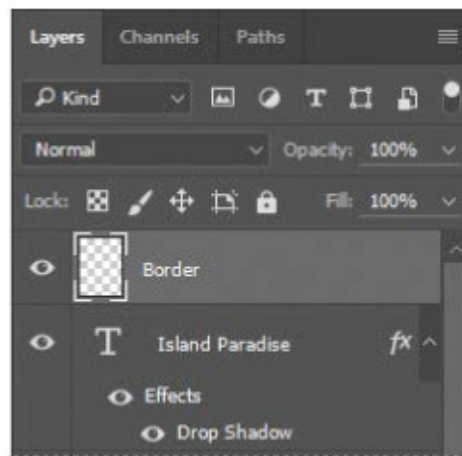 Layers Channels Paths
Kind T
Normal Opacity: 100%
Lock: Fill: 100%
Border
T Island Paradise fx
Effects
Drop Shadow